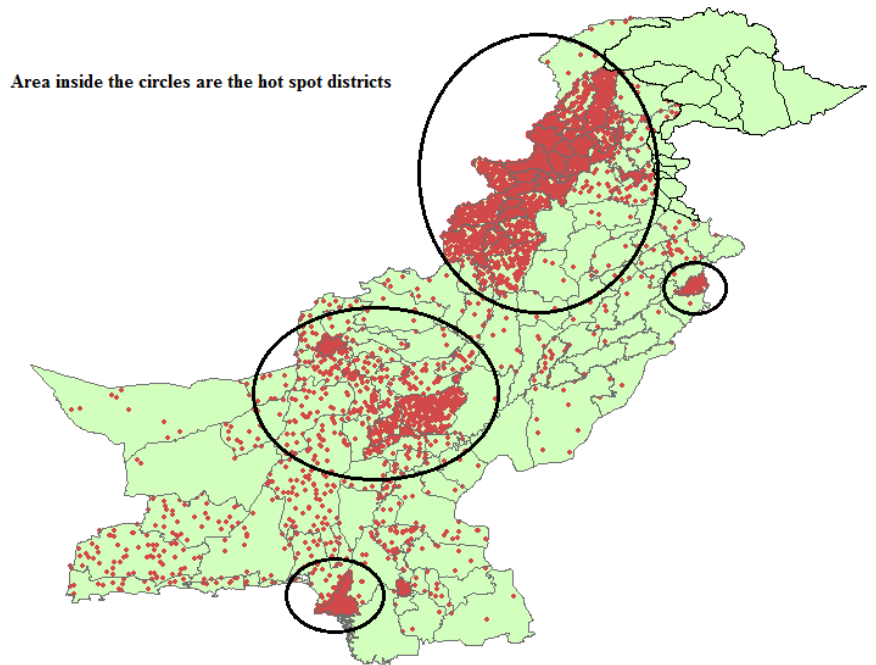 Area inside the circles are the hot spot districts